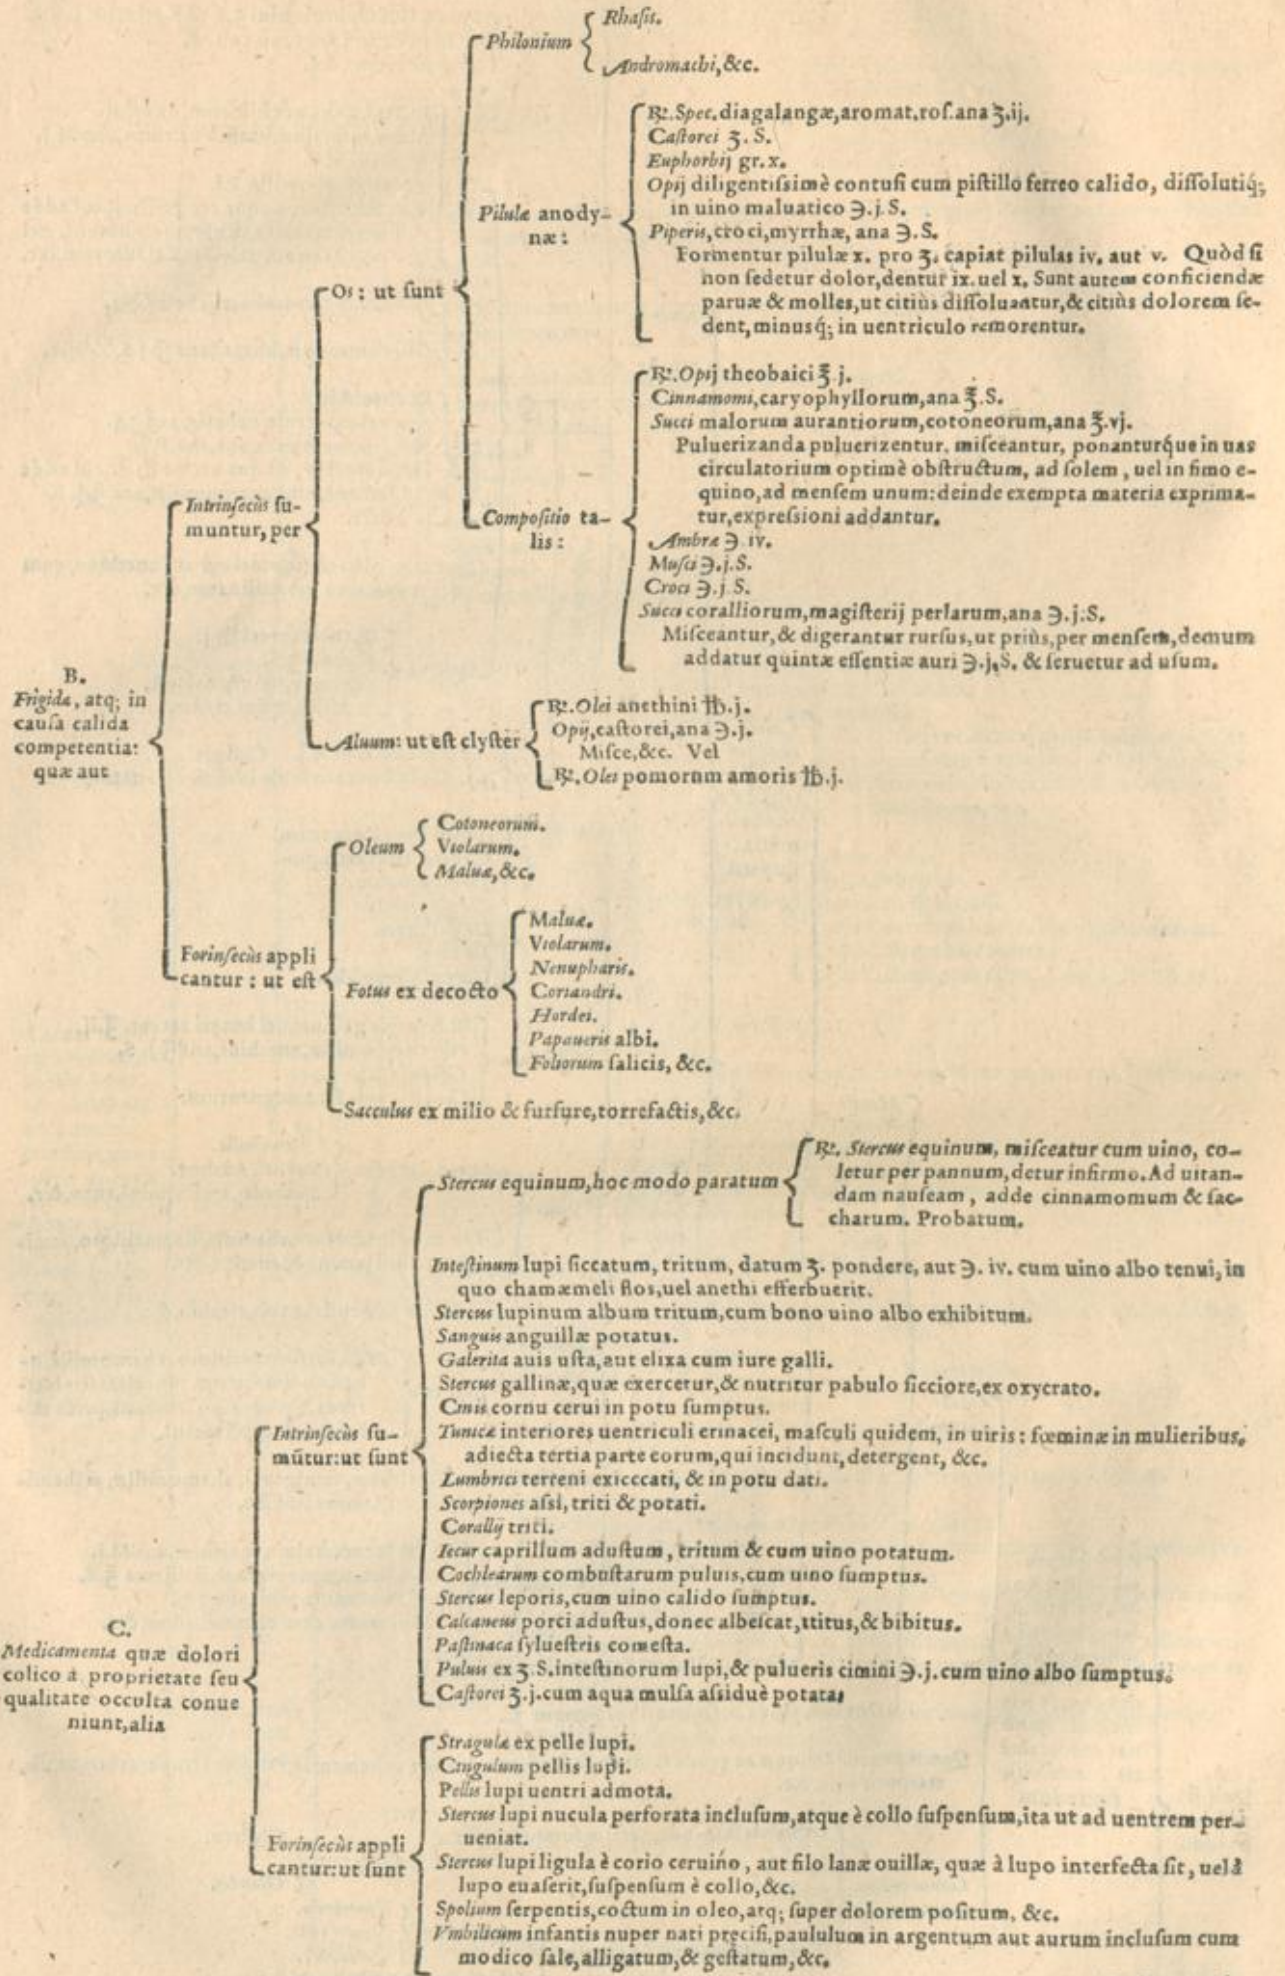 Philonium
Rhaſis.
Andromachi, &c.
Os: ut ſunt
Pilulæ anody-
næ:
℞. Spec. diagalangæ, aromat. roſ. ana ʒ.ij.
Caſtorei ʒ. S.
Euphorbij gr. x.
Opij diligentiſsimè contuſi cum piſtillo ferreo calido, diſſolutiq́;
in uino maluatico ℈.j.S.
Piperis, croci, myrrhæ, ana ℈.S.
Formentur pilulæ x. pro ʒ. capiat pilulas iv. aut v. Quòd ſi
non ſedetur dolor, dentur ix. uel x. Sunt autem conficiendæ
paruæ & molles, ut citiùs diſſoluantur, & citiùs dolorem ſe-
dent, minusq́; in uentriculo remorentur.
Compoſitio ta-
lis:
℞. Opij theobaici ℥.j.
Cinnamomi, caryophyllorum, ana ℥.S.
Succi malorum aurantiorum, cotoneorum, ana ℥.vj.
Puluerizanda puluerizentur. miſceantur, ponanturq́ue in uas
circulatorium optimè obſtructum, ad ſolem, uel in fimo e-
quino, ad menſem unum: deinde exempta materia exprima-
tur, expreſsioni addantur.
Ambræ ℈. iv.
Muſci ℈.j.S.
Croci ℈.j.S.
Succi coralliorum, magiſterij perlarum, ana ℈.j.S.
Miſceantur, & digerantur rurſus, ut priùs, per menſem, demum
addatur quintæ eſſentiæ auri ℈.j.S. & ſeruetur ad uſum.
B.
Frigida, atq; in
cauſa calida
competentia:
quæ aut
Intrinſecùs ſu-
muntur, per
Aluum: ut eſt clyſter
℞. Olei anethini ℔.j.
Opij, caſtorei, ana ℈.j.
Miſce, &c. Vel
℞. Olei pomorum amoris ℔.j.
Forinſecùs appli
cantur: ut eſt
Oleum
Cotoneorum.
Violarum.
Maluæ, &c.
Fotus ex decocto
Maluæ.
Violarum.
Nenupharis.
Coriandri.
Hordei.
Papaueris albi.
Foliorum ſalicis, &c.
Sacculus ex milio & furfure, torrefactis, &c.
C.
Medicamenta quæ dolori
colico à proprietate ſeu
qualitate occulta conue
niunt, alia
Intrinſecùs ſu-
mũtur: ut ſunt
Stercus equinum, hoc modo paratum
℞. Stercus equinum, miſceatur cum uino, co-
letur per pannum, detur infirmo. Ad uitan-
dam nauſeam, adde cinnamomum & ſac-
charum. Probatum.
Inteſtinum lupi ſiccatum, tritum, datum ʒ. pondere, aut ℈. iv. cum uino albo tenui, in
quo chamæmeli flos, uel anethi efferbuerit.
Stercus lupinum album tritum, cum bono uino albo exhibitum.
Sanguis anguillæ potatus.
Galerita auis uſta, aut elixa cum iure galli.
Stercus gallinæ, quæ exercetur, & nutritur pabulo ſicciore, ex oxycrato.
Cinis cornu cerui in potu ſumptus.
Tunicæ interiores uentriculi erinacei, maſculi quidem, in uiris: fœminæ in mulieribus,
adiecta tertia parte eorum, qui incidunt, detergent, &c.
Lumbrici terreni exicccati, & in potu dati.
Scorpiones aſsi, triti & potati.
Corallij triti.
Iecur caprillum aduſtum, tritum & cum uino potatum.
Cochlearum combuſtarum puluis, cum uino ſumptus.
Stercus leporis, cum uino calido ſumptus.
Calcaneus porci aduſtus, donec albeſcat, ttitus, & bibitus.
Paſtinaca ſylueſtris comeſta.
Puluis ex ʒ.S. inteſtinorum lupi, & pulueris cimini ℈.j. cum uino albo ſumptus.
Caſtorei ʒ.j. cum aqua mulſa aſsiduè potata,
Forinſecùs appli
cantur: ut ſunt
Stragulæ ex pelle lupi.
Cingulum pellis lupi.
Pellis lupi uentri admota.
Stercus lupi nucula perforata incluſum, atque è collo ſuſpenſum, ita ut ad uentrem per-
ueniat.
Stercus lupi ligula è corio ceruino, aut filo lanæ ouillæ, quæ à lupo interfecta ſit, uel à
lupo euaſerit, ſuſpenſum è collo, &c.
Spolium ſerpentis, coctum in oleo, atq; ſuper dolorem poſitum, &c.
Vmbilicum infantis nuper nati præciſi, paululum in argentum aut aurum incluſum cum
modico ſale, alligatum, & geſtatum, &c.